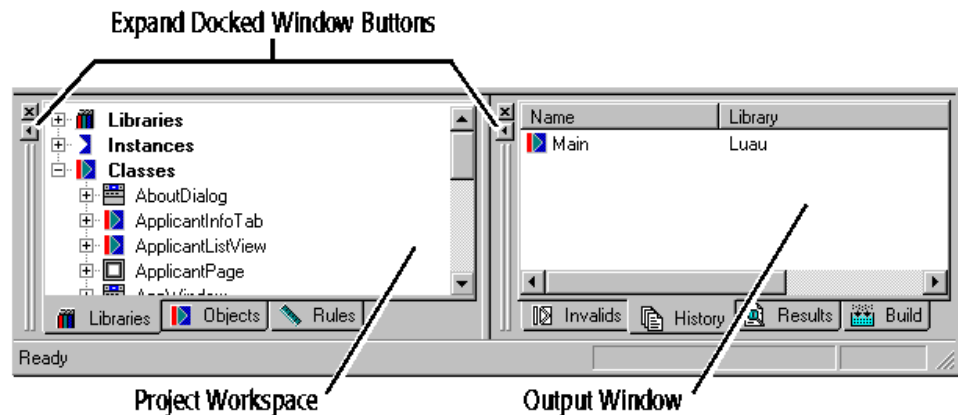 Expand Docked Window Buttons
Libraries
Instances
Classes
AboutDialog
ApplicantInfoTab
ApplicantListView
ApplicantPage
AppWindow
Libraries Objects Rules
Name Library
Main Luau
Invalids History Results Build
Ready
Project Workspace Output Window